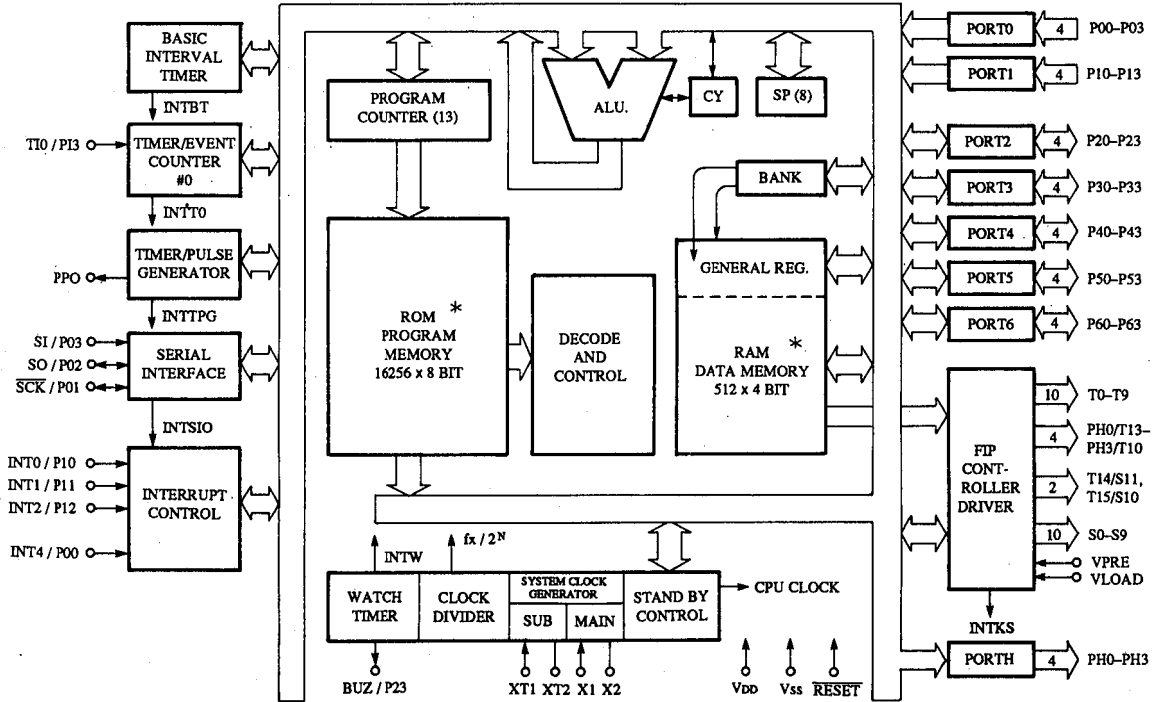 BASIC
INTERVAL
TIMER
INTBT
TI0 / PI3
TIMER/EVENT
COUNTER
#0
INTT0
TIMER/PULSE
GENERATOR
PPO
INTTPG
SI / P03
SO / P02
SCK / P01
SERIAL
INTERFACE
INTSIO
INT0 / P10
INT1 / P11
INT2 / P12
INT4 / P00
INTERRUPT
CONTROL
PROGRAM
COUNTER (13)
ALU.
CY
SP (8)
BANK
ROM *
PROGRAM
MEMORY
16256 x 8 BIT
DECODE
AND
CONTROL
GENERAL REG.
RAM *
DATA MEMORY
512 x 4 BIT
INTW
fx / 2N
WATCH
TIMER
CLOCK
DIVIDER
SYSTEM CLOCK
GENERATOR
SUB
MAIN
STAND BY
CONTROL
CPU CLOCK
BUZ / P23
XT1
XT2
X1
X2
VDD
VSS
RESET
PORT0 4 P00–P03
PORT1 4 P10–P13
PORT2 4 P20–P23
PORT3 4 P30–P33
PORT4 4 P40–P43
PORT5 4 P50–P53
PORT6 4 P60–P63
FIP
CONT-
ROLLER
DRIVER
10 T0–T9
4 PH0/T13–
PH3/T10
2 T14/S11,
T15/S10
10 S0–S9
VPRE
VLOAD
INTKS
PORTH 4 PH0–PH3